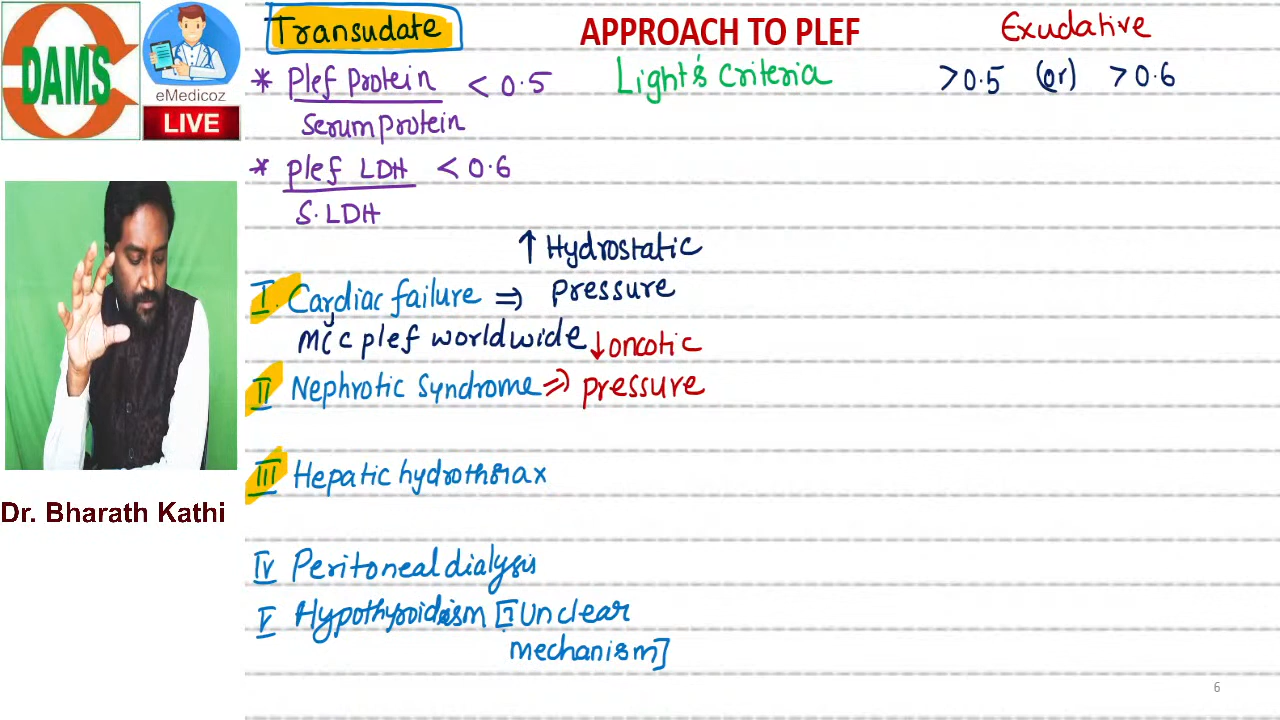 DAMS
eMedicoz
LIVE
Dr. Bharath Kathi
APPROACH TO PLEF
Transudate
Light's Criteria
Exudative
* Plef protein < 0.5
Serum protein
>0.5 (or) >0.6
* plef LDH < 0.6
S. LDH
↑ Hydrostatic
I. Cardiac failure ⇒ pressure
M/c plef worldwide
↓ oncotic
II Nephrotic Syndrome ⇒ pressure
III Hepatic hydrothorax
IV Peritoneal dialysis
V Hypothyroidism [? Unclear
mechanism]
6